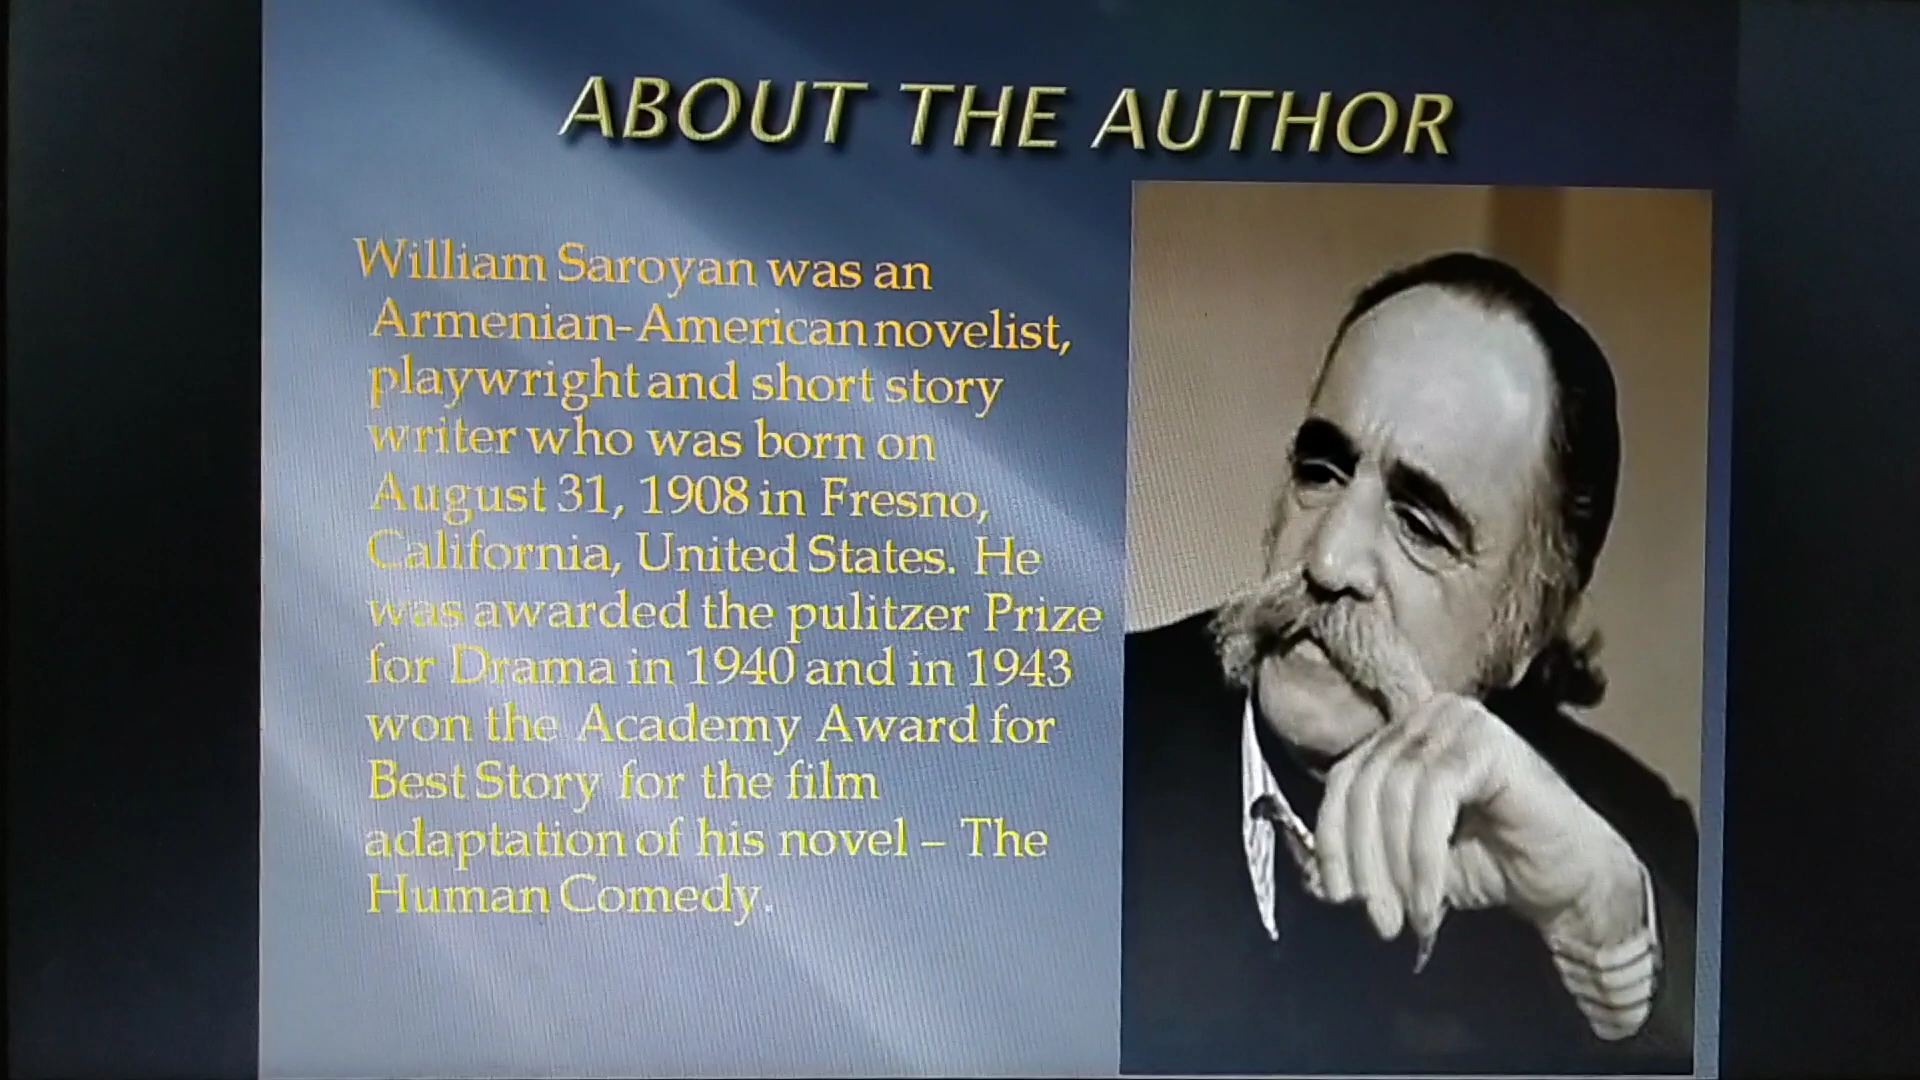 ABOUT THE AUTHOR
William Saroyan was an
Armenian-American novelist,
playwright and short story
writer who was born on
August 31, 1908 in Fresno,
California, United States. He
was awarded the pulitzer Prize
for Drama in 1940 and in 1943
won the Academy Award for
Best Story for the film
adaptation of his novel – The
Human Comedy.